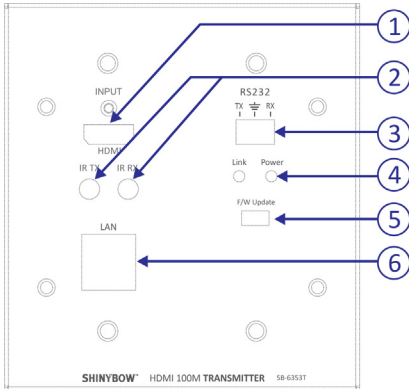 1
INPUT
RS232
2
TX RX
HDMI
3
IR TX IR RX
Link Power
4
F/W Update
5
LAN
6
SHINYBOW™ HDMI 100M TRANSMITTER SB-6353T